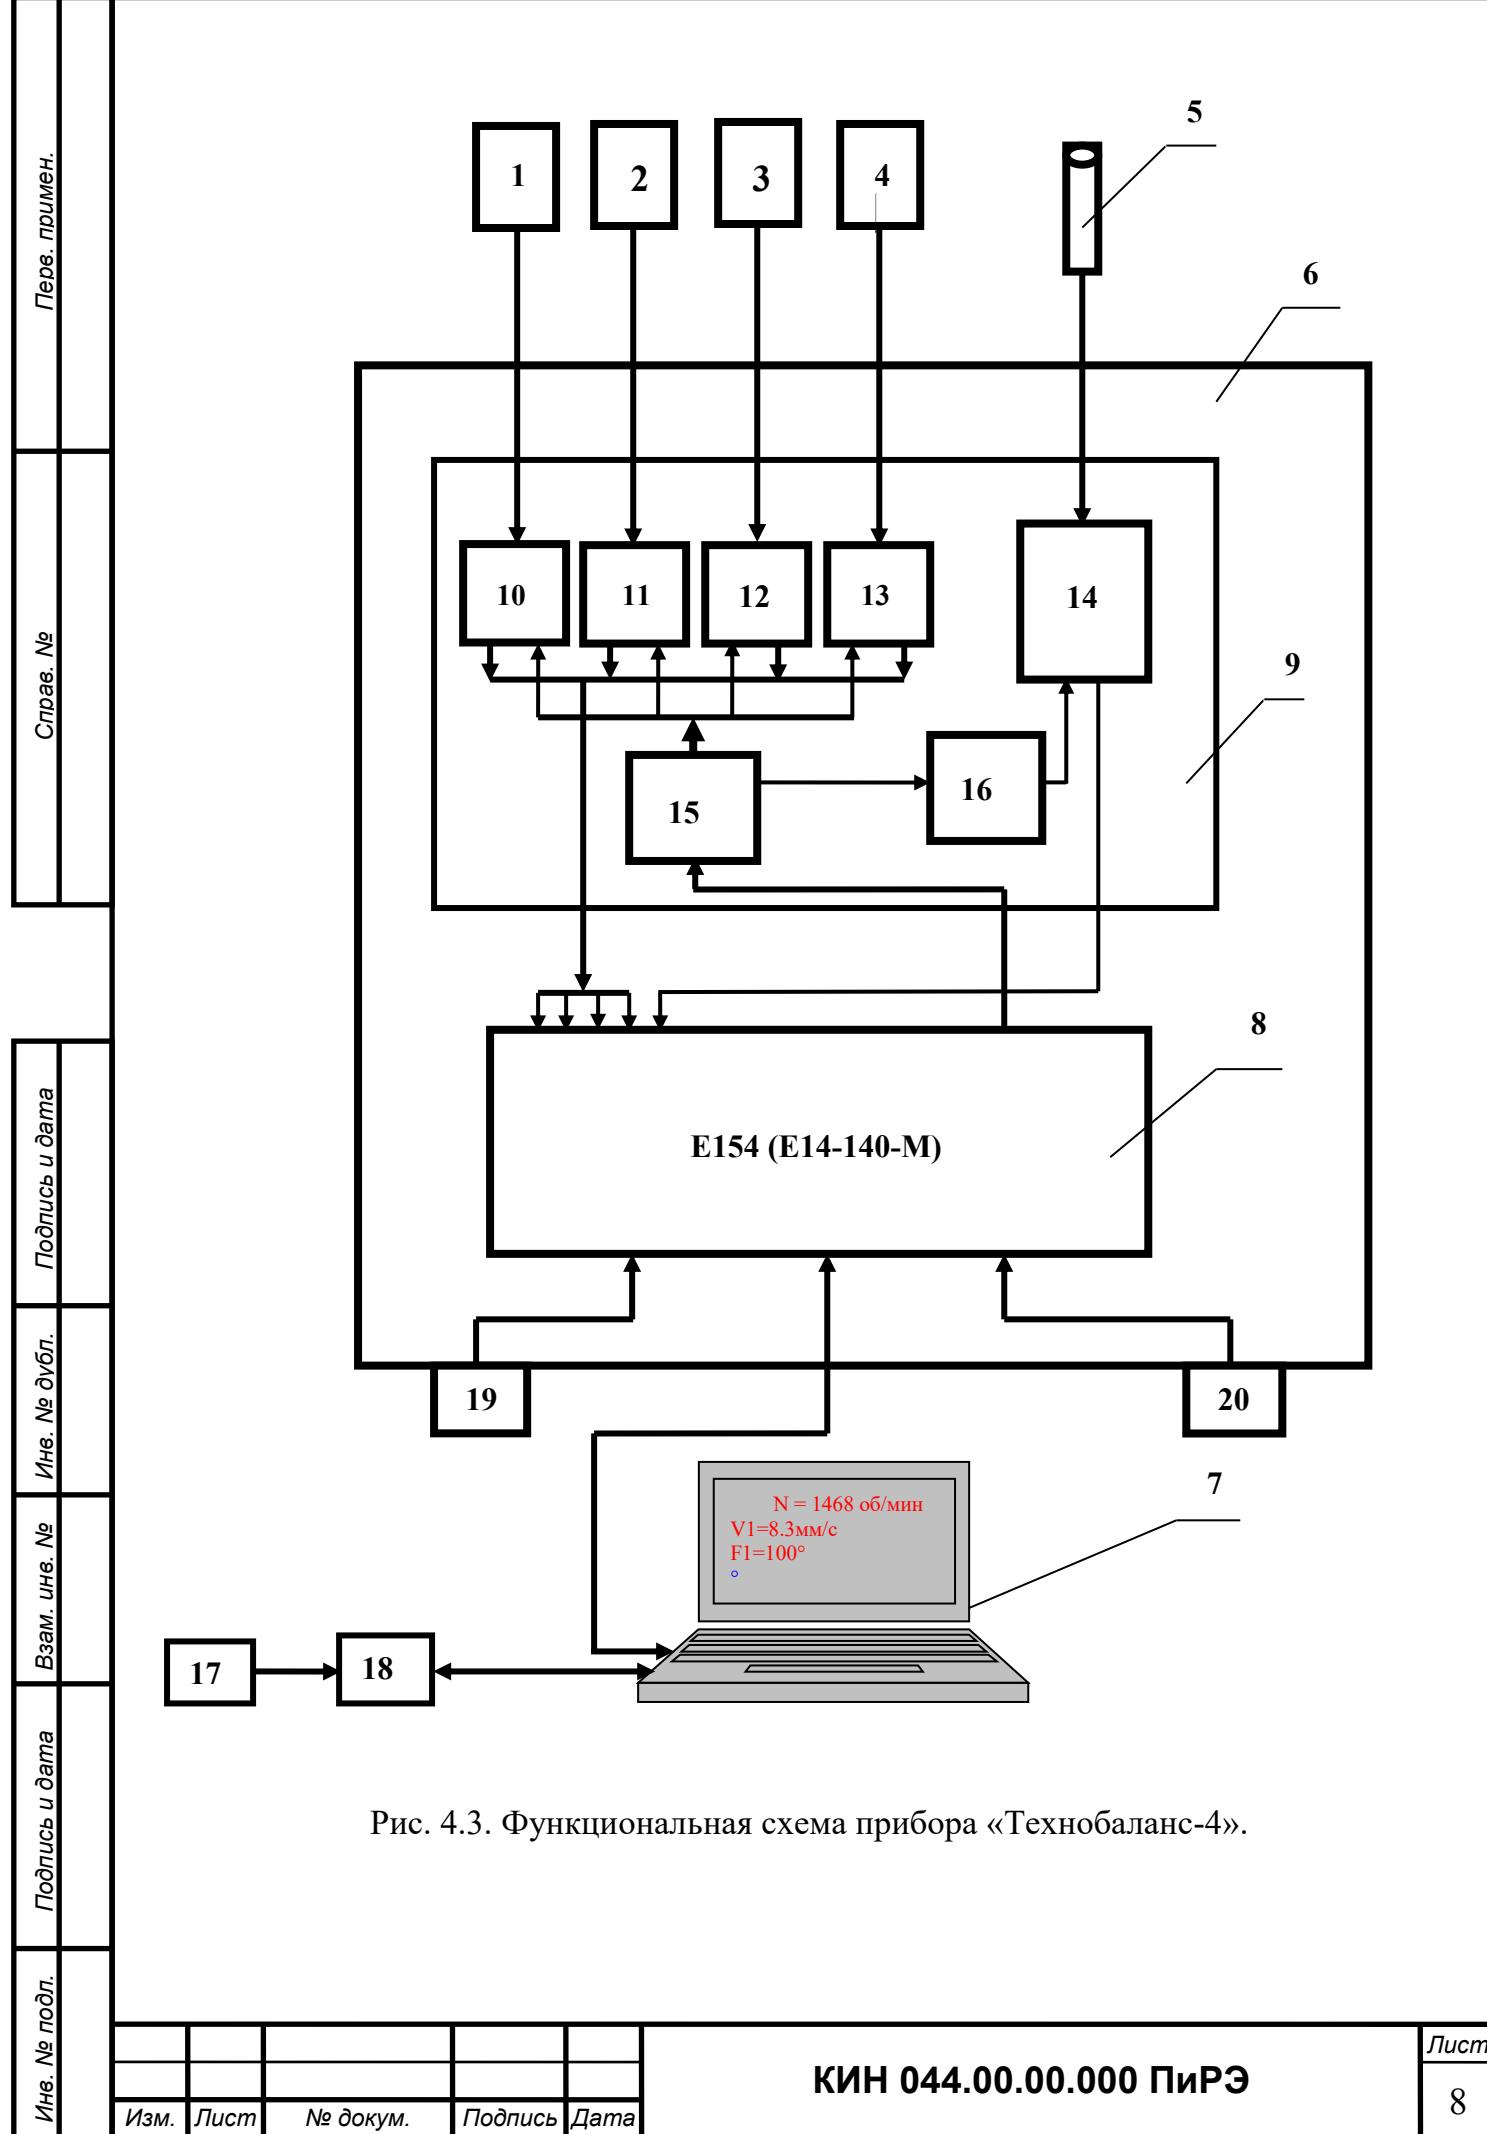 5
1
2
3
4
6
10
11
12
13
14
9
16
15
8
E154 (E14-140-M)
19
20
7
N = 1468 об/мин
V1=8.3мм/с
F1=100°
°
17
18
Рис. 4.3. Функциональная схема прибора «Технобаланс-4».
Перв. примен.
Справ. №
Подпись и дата
Инв. № дубл.
Взам. инв. №
Подпись и дата
Инв. № подл.
Изм. Лист № докум. Подпись Дата
КИН 044.00.00.000 ПиРЭ
Лист
8